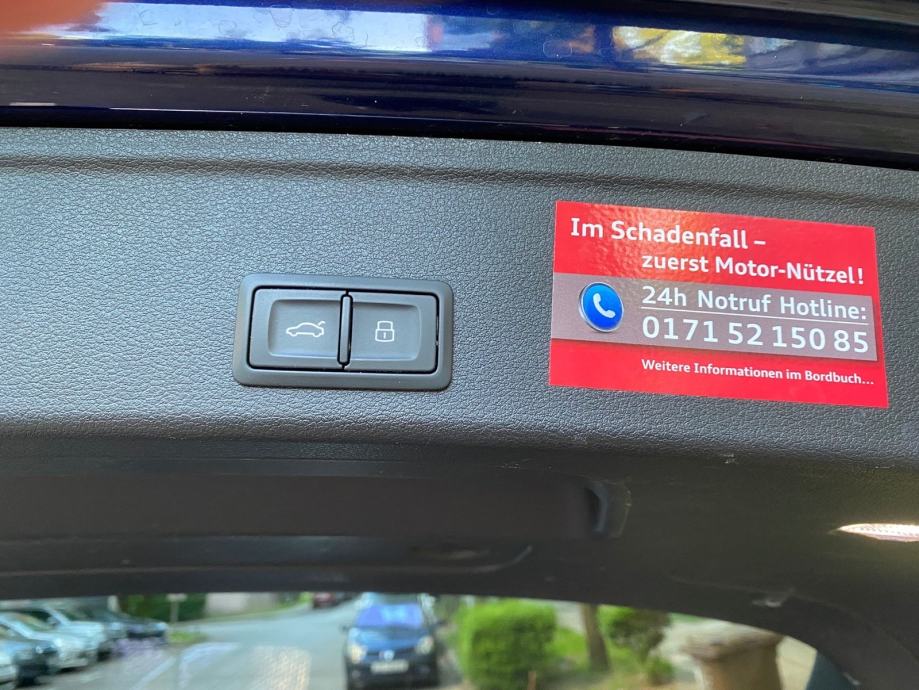 Im Schadenfall –
zuerst Motor-Nützel!
24h Notruf Hotline:
0171 52 150 85
Weitere Informationen im Bordbuch...